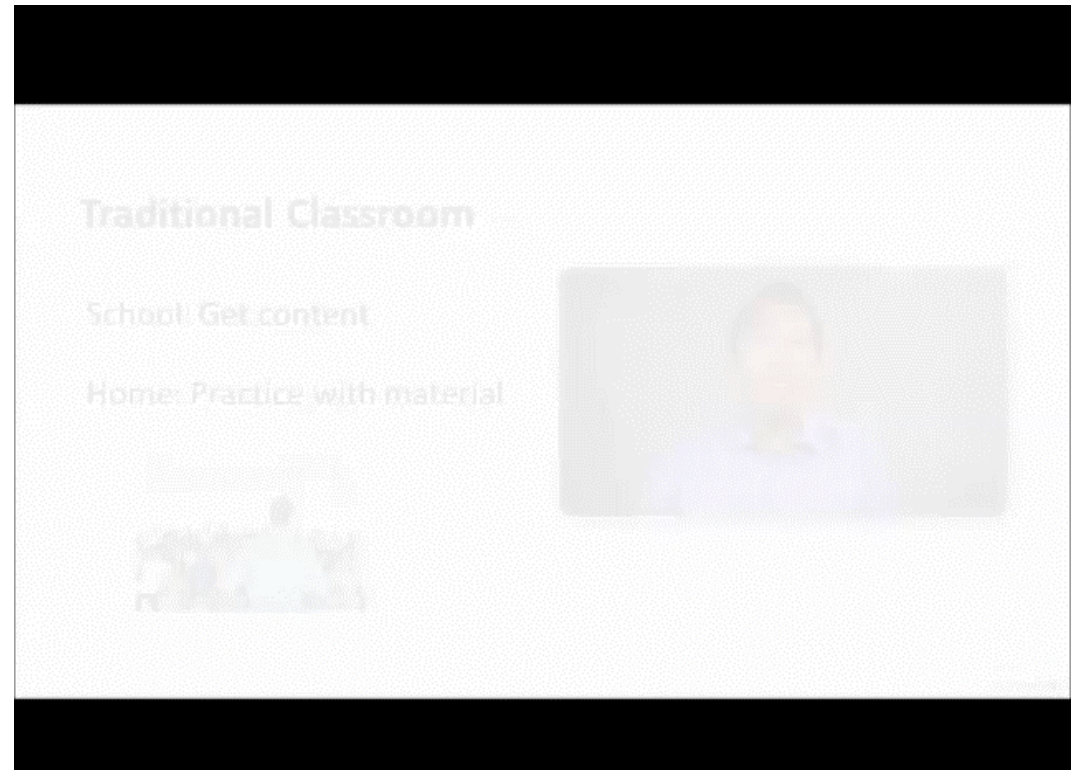 Traditional Classroom
School: Get content
Home: Practice with material